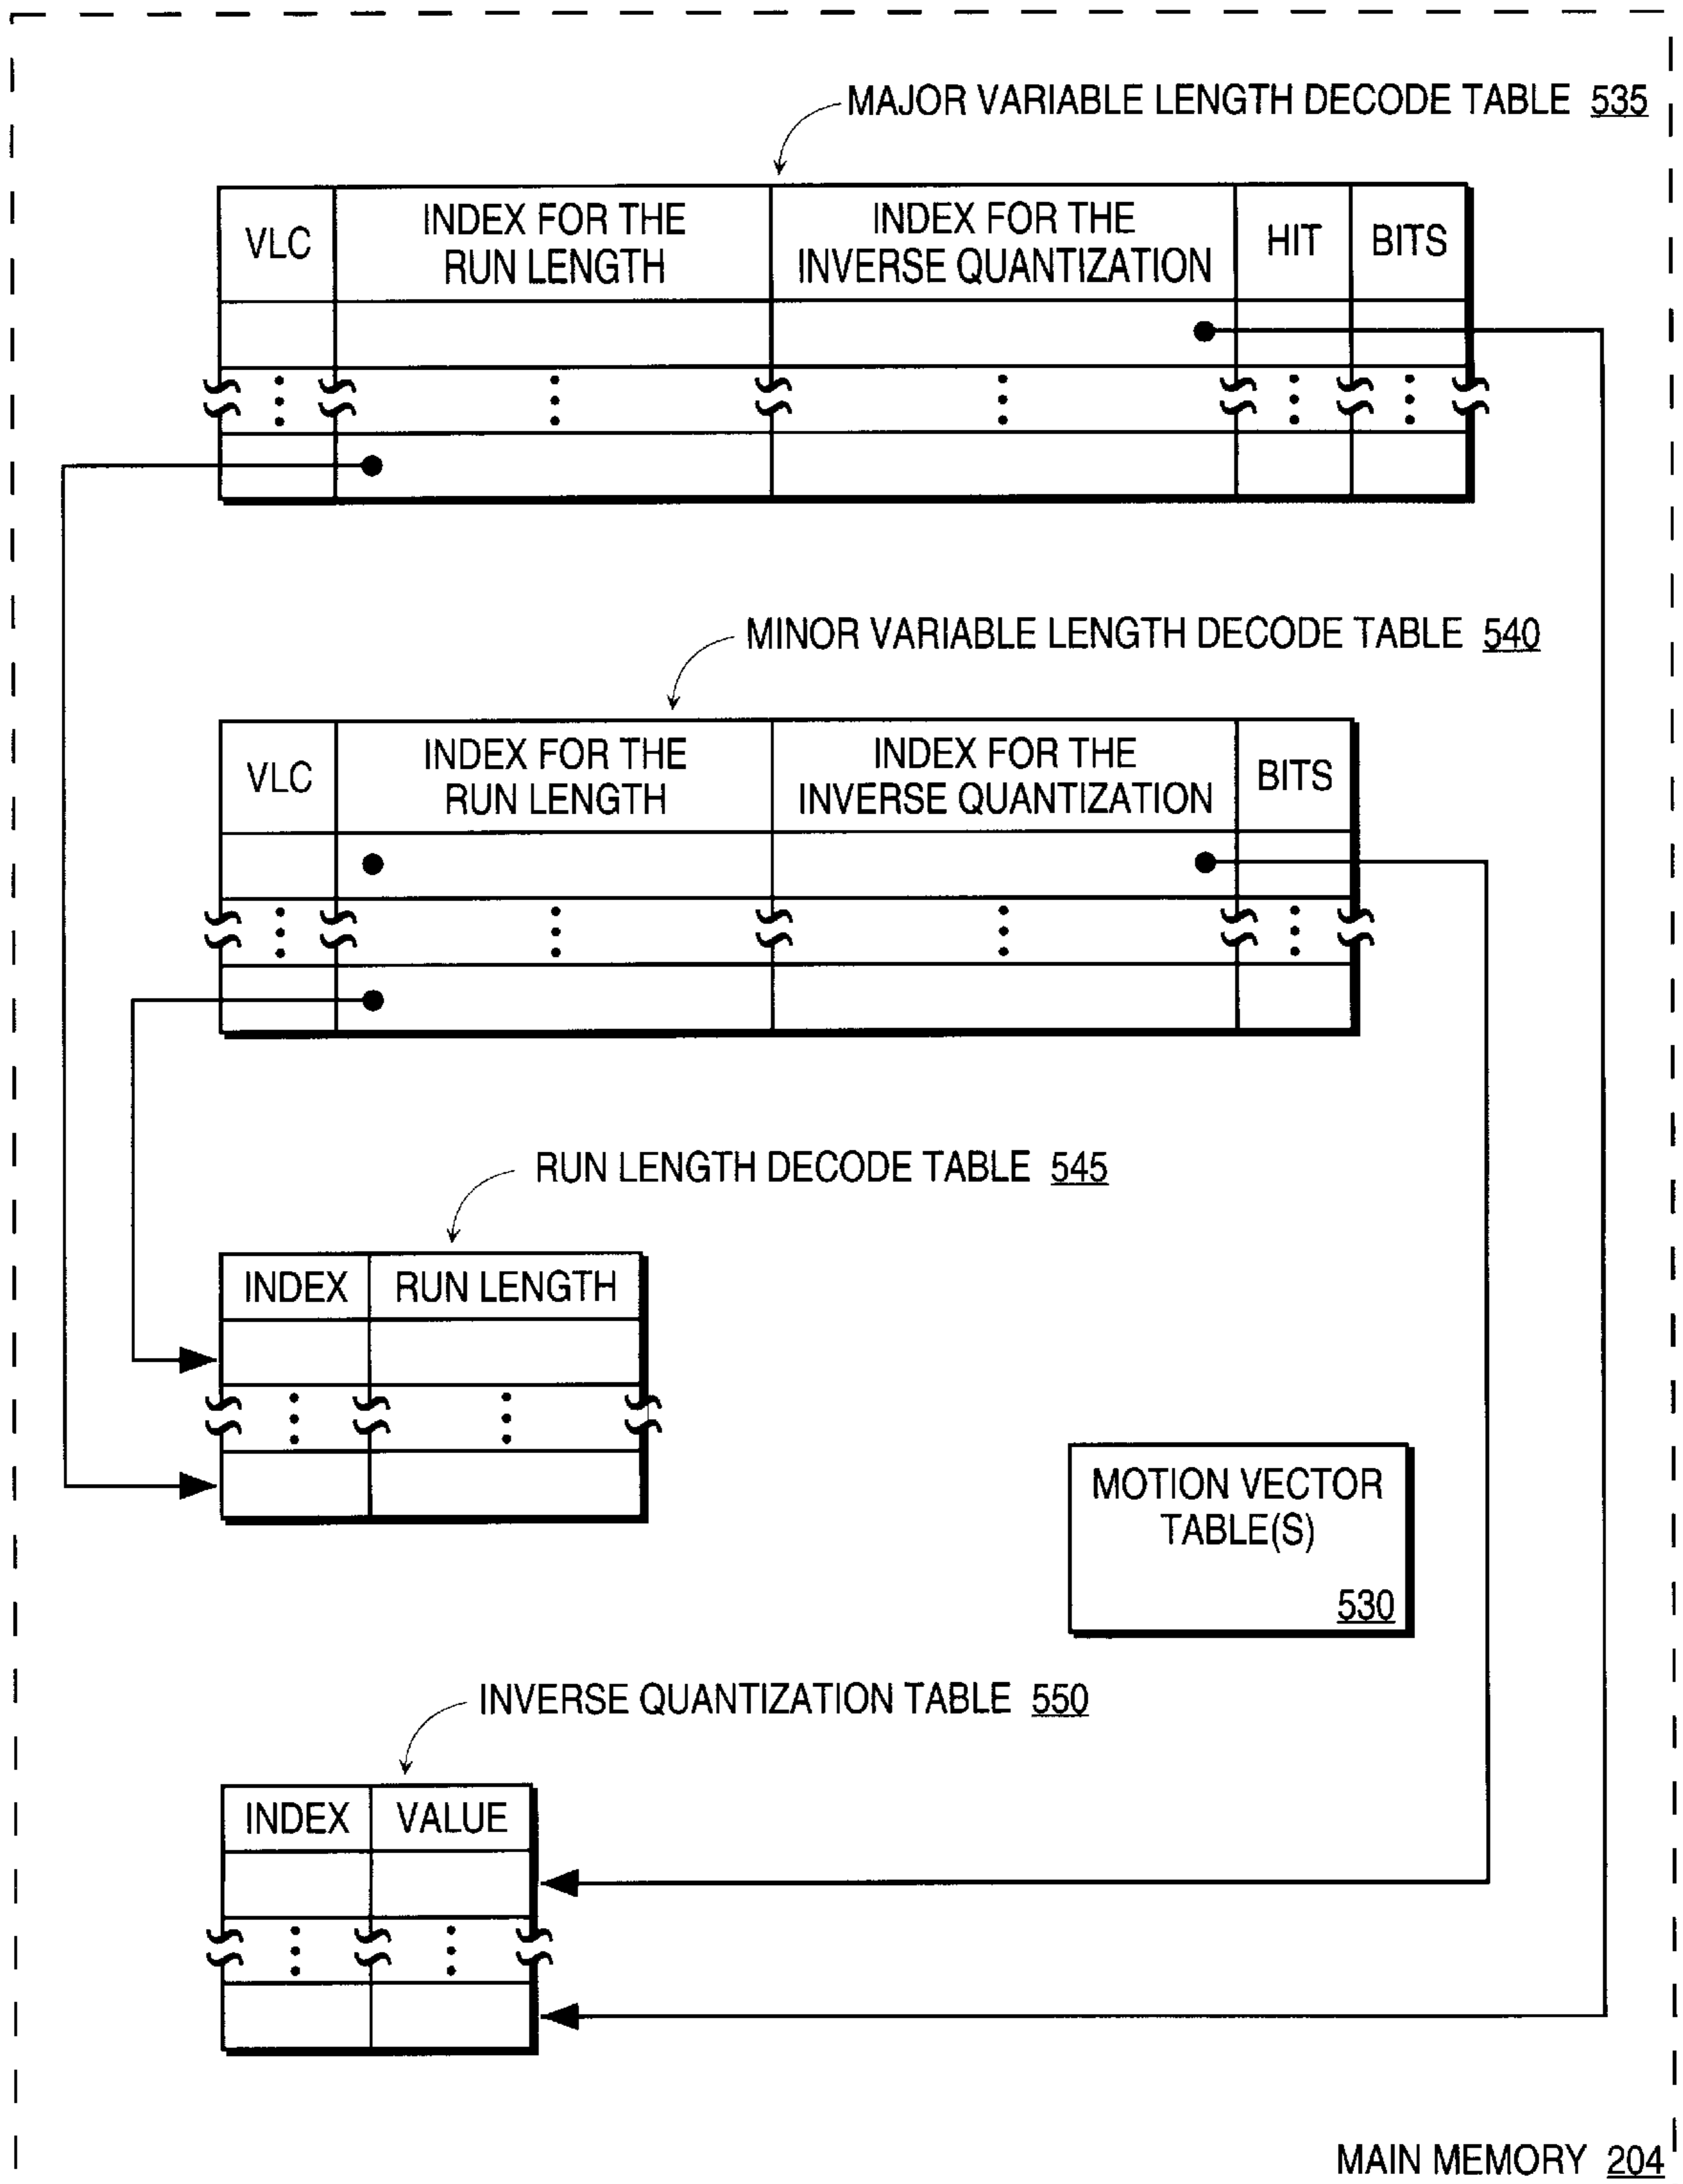 MAJOR VARIABLE LENGTH DECODE TABLE 535
VLC
INDEX FOR THE
RUN LENGTH
INDEX FOR THE
INVERSE QUANTIZATION
HIT
BITS
MINOR VARIABLE LENGTH DECODE TABLE 540
VLC
INDEX FOR THE
RUN LENGTH
INDEX FOR THE
INVERSE QUANTIZATION
BITS
RUN LENGTH DECODE TABLE 545
INDEX
RUN LENGTH
MOTION VECTOR
TABLE(S)
530
INVERSE QUANTIZATION TABLE 550
INDEX
VALUE
MAIN MEMORY 204